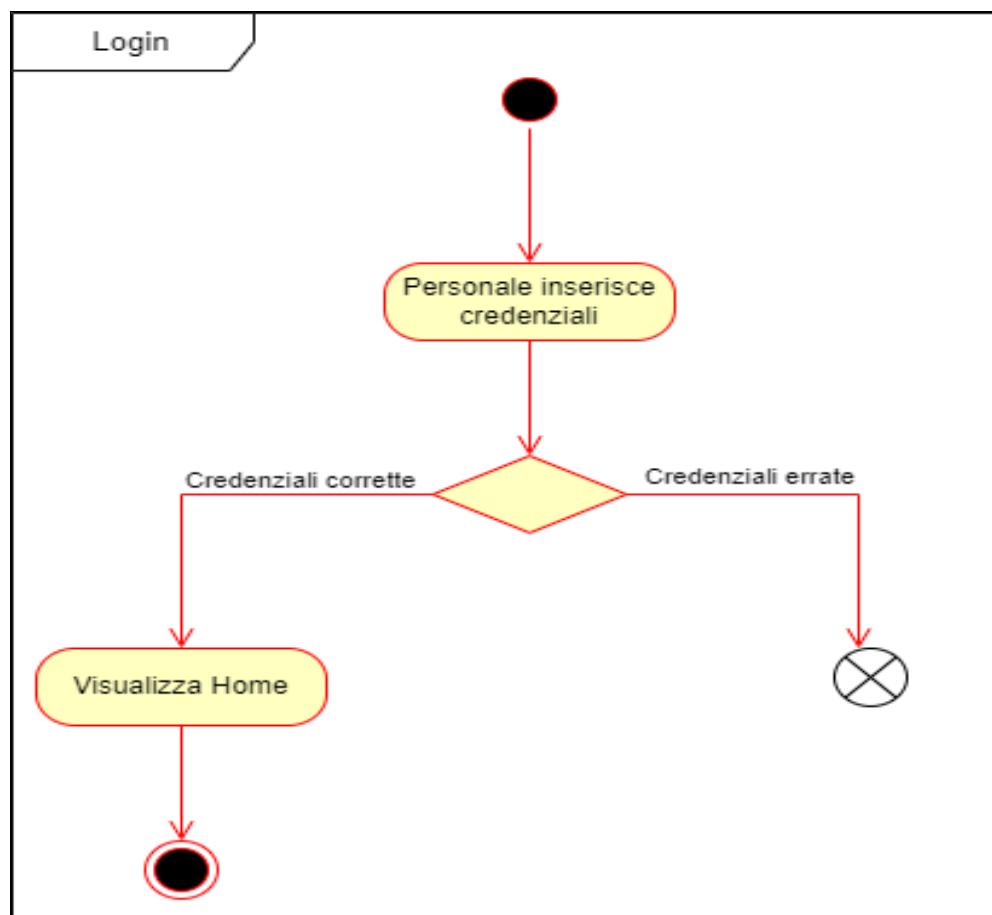 Login
Personale inserisce
credenziali
Credenziali corrette
Credenziali errate
Visualizza Home